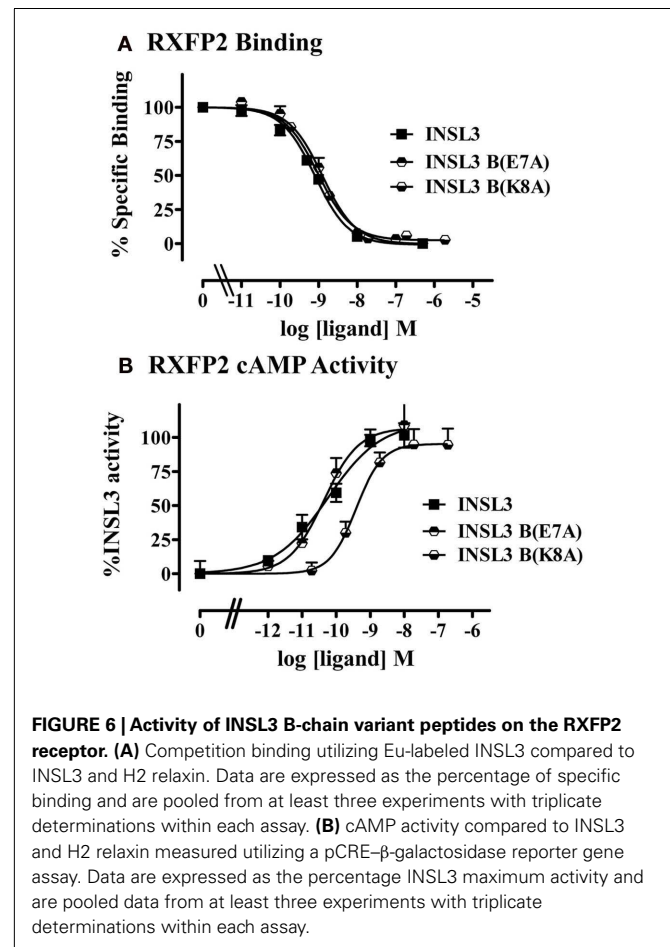 A RXFP2 Binding
% Specific Binding
100
75
50
25
0
INSL3
INSL3 B(E7A)
INSL3 B(K8A)
0 -11 -10 -9 -8 -7 -6 -5
log [ligand] M
B RXFP2 cAMP Activity
%INSL3 activity
100
75
50
25
0
INSL3
INSL3 B(E7A)
INSL3 B(K8A)
0 -12 -11 -10 -9 -8 -7 -6
log [ligand] M
FIGURE 6 | Activity of INSL3 B-chain variant peptides on the RXFP2
receptor. (A) Competition binding utilizing Eu-labeled INSL3 compared to
INSL3 and H2 relaxin. Data are expressed as the percentage of specific
binding and are pooled from at least three experiments with triplicate
determinations within each assay. (B) cAMP activity compared to INSL3
and H2 relaxin measured utilizing a pCRE–β-galactosidase reporter gene
assay. Data are expressed as the percentage INSL3 maximum activity and
are pooled data from at least three experiments with triplicate
determinations within each assay.